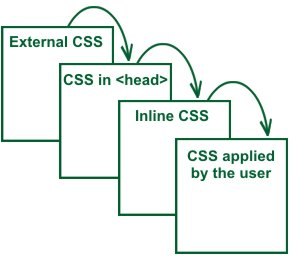 External CSS
CSS in <head>
Inline CSS
CSS applied
by the user